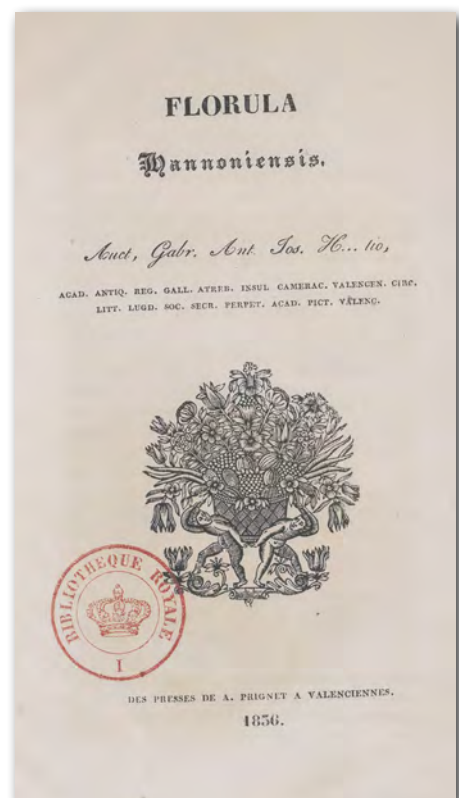 FLORULA
Hannoniensis.
Auct, Gabr. Ant. Jos. H... tio,
ACAD. ANTIQ. REG. GALL. ATREB. INSUL CAMERAC. VALENCEN. CIRC.
LITT. LUGD. SOC. SECR. PERPET. ACAD. PICT. VALENC.
BIBLIOTHEQUE ROYALE
I
DES PRESSES DE A. PRIGNET A VALENCIENNES.
1836.